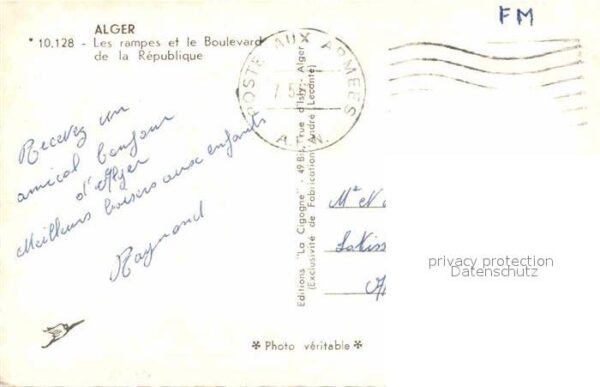 ALGER
* 10.128 - Les rampes et le Boulevard
de la République
FM
POSTE AUX ARMEES
A.F.N.
Recevez un
amical bonjour
d'Alger
Meilleurs baisers aux enfants
Raymond
Editions "La Cigogne" - 49 Bis, rue d'Isly, Alger
(Exclusivité de Fabrication André Leconte)
privacy protection
Datenschutz
* Photo véritable *